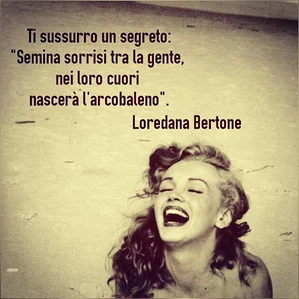 Ti sussurro un segreto:
"Semina sorrisi tra la gente,
nei loro cuori
nascerà l'arcobaleno".
Loredana Bertone